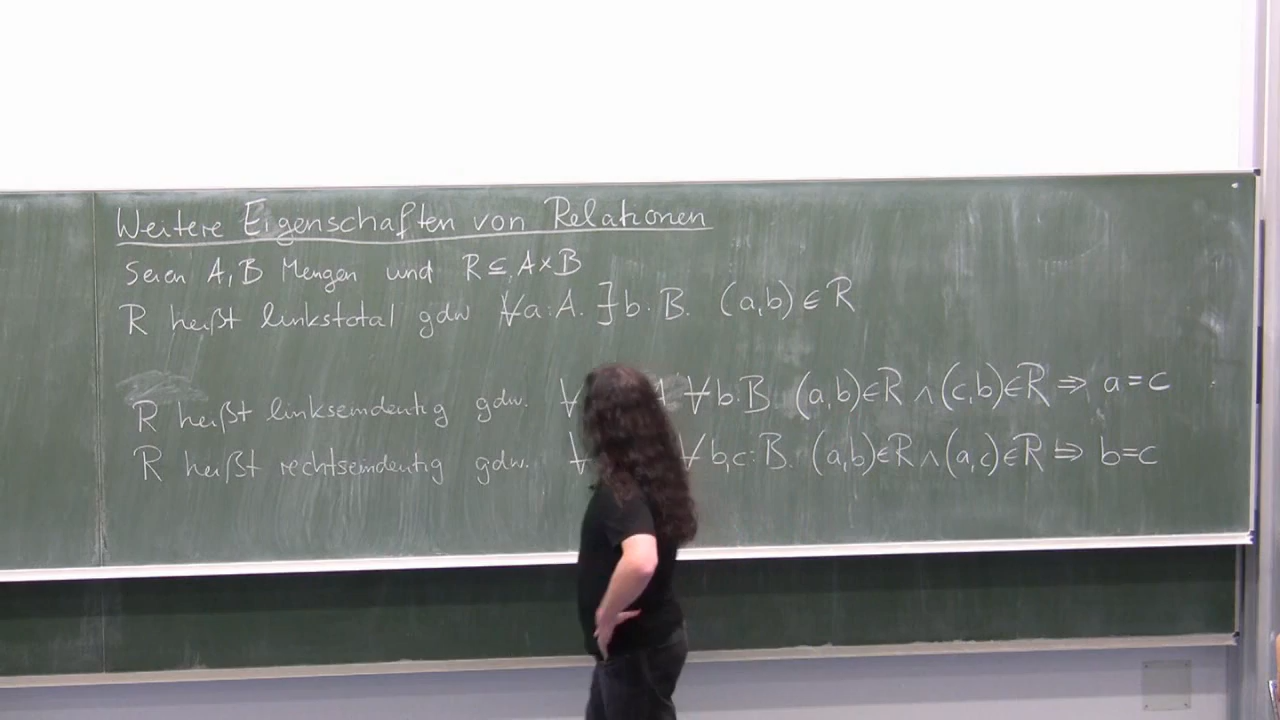 Weitere Eigenschaften von Relationen
Seien A, B Mengen und R ⊆ A×B
R heißt linkstotal gdw ∀a:A. ∃b:B. (a,b)∈R
R heißt linkseindeutig gdw. ∀ ∀b:B (a,b)∈R ∧ (c,b)∈R ⇒ a=c
R heißt rechtseindeutig gdw. ∀ ∀b,c:B. (a,b)∈R ∧ (a,c)∈R ⇒ b=c